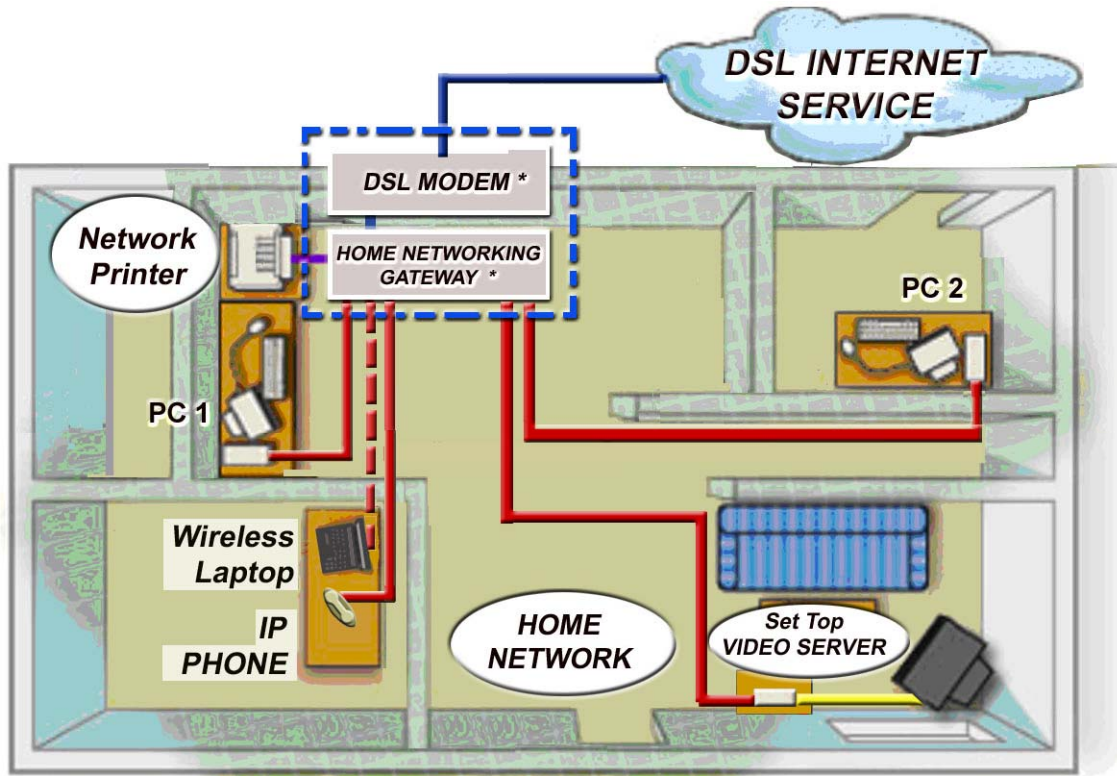 DSL INTERNET
SERVICE
DSL MODEM *
Network
Printer
HOME NETWORKING
GATEWAY *
PC 2
PC 1
Wireless
Laptop
IP
PHONE
HOME
NETWORK
Set Top
VIDEO SERVER